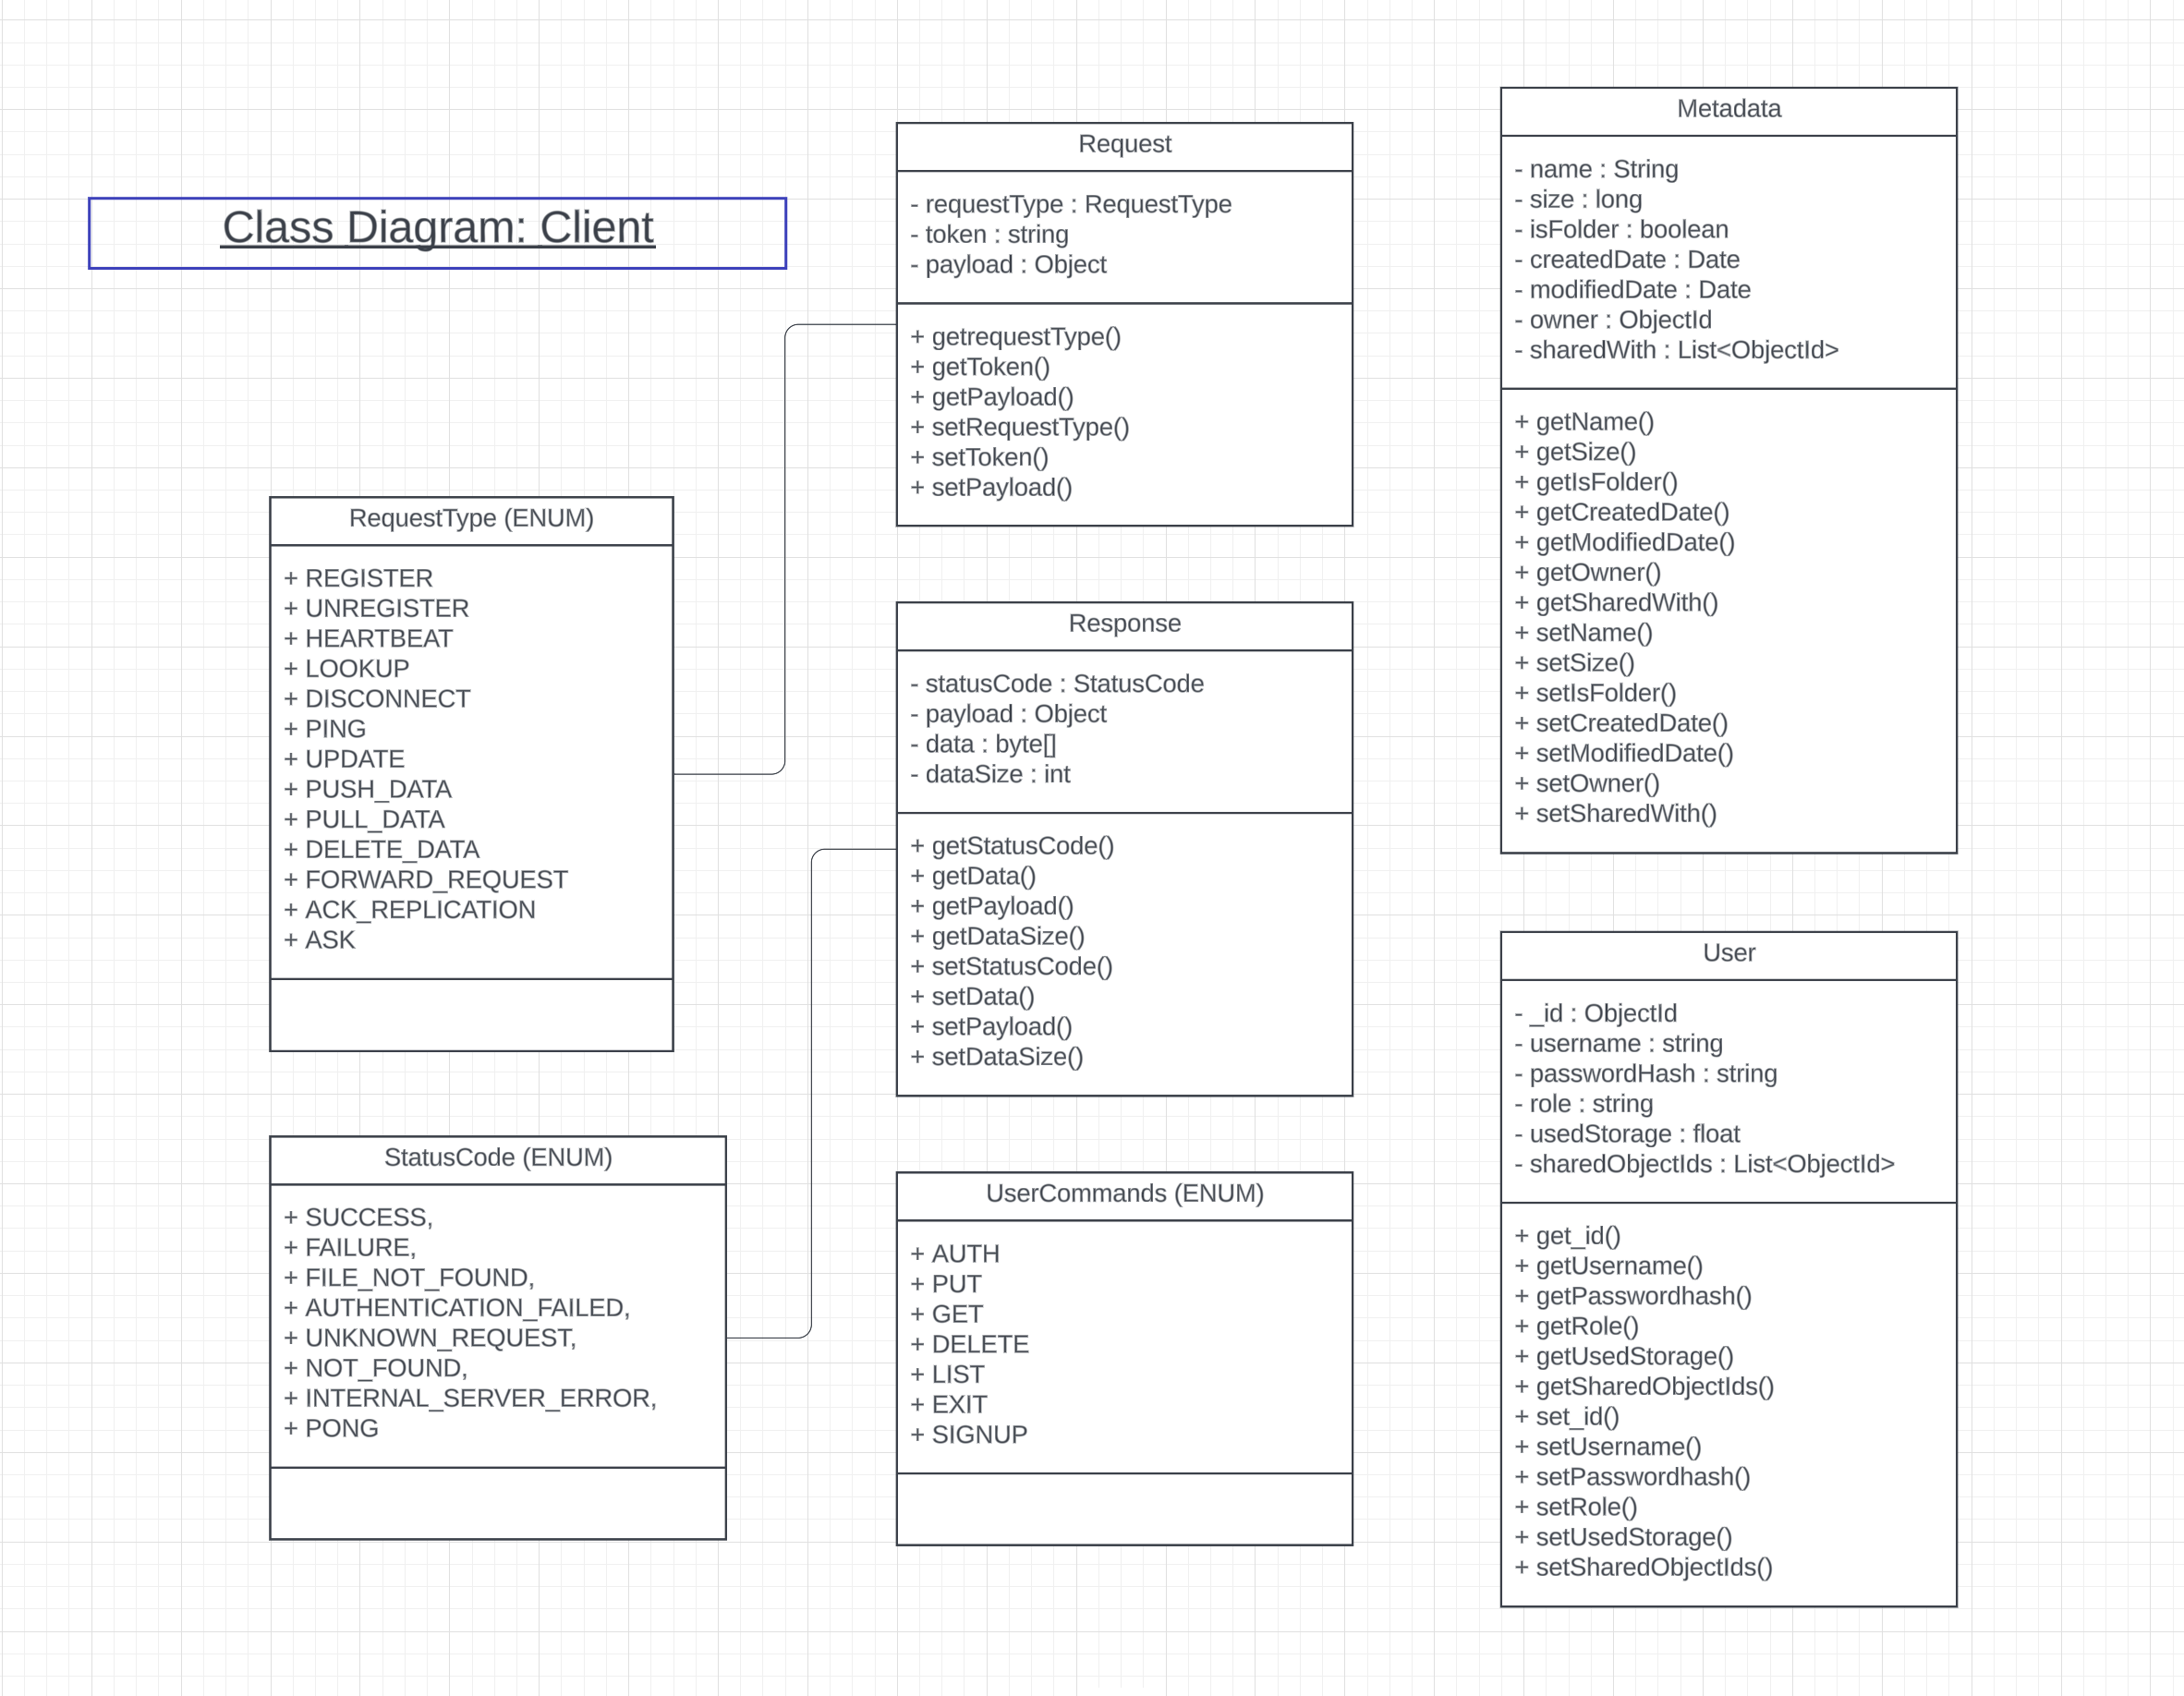 Class Diagram: Client
RequestType (ENUM)
+ REGISTER
+ UNREGISTER
+ HEARTBEAT
+ LOOKUP
+ DISCONNECT
+ PING
+ UPDATE
+ PUSH_DATA
+ PULL_DATA
+ DELETE_DATA
+ FORWARD_REQUEST
+ ACK_REPLICATION
+ ASK
StatusCode (ENUM)
+ SUCCESS,
+ FAILURE,
+ FILE_NOT_FOUND,
+ AUTHENTICATION_FAILED,
+ UNKNOWN_REQUEST,
+ NOT_FOUND,
+ INTERNAL_SERVER_ERROR,
+ PONG
Request
- requestType : RequestType
- token : string
- payload : Object
+ getrequestType()
+ getToken()
+ getPayload()
+ setRequestType()
+ setToken()
+ setPayload()
Response
- statusCode : StatusCode
- payload : Object
- data : byte[]
- dataSize : int
+ getStatusCode()
+ getData()
+ getPayload()
+ getDataSize()
+ setStatusCode()
+ setData()
+ setPayload()
+ setDataSize()
UserCommands (ENUM)
+ AUTH
+ PUT
+ GET
+ DELETE
+ LIST
+ EXIT
+ SIGNUP
Metadata
- name : String
- size : long
- isFolder : boolean
- createdDate : Date
- modifiedDate : Date
- owner : ObjectId
- sharedWith : List<ObjectId>
+ getName()
+ getSize()
+ getIsFolder()
+ getCreatedDate()
+ getModifiedDate()
+ getOwner()
+ getSharedWith()
+ setName()
+ setSize()
+ setIsFolder()
+ setCreatedDate()
+ setModifiedDate()
+ setOwner()
+ setSharedWith()
User
- _id : ObjectId
- username : string
- passwordHash : string
- role : string
- usedStorage : float
- sharedObjectIds : List<ObjectId>
+ get_id()
+ getUsername()
+ getPasswordhash()
+ getRole()
+ getUsedStorage()
+ getSharedObjectIds()
+ set_id()
+ setUsername()
+ setPasswordhash()
+ setRole()
+ setUsedStorage()
+ setSharedObjectIds()